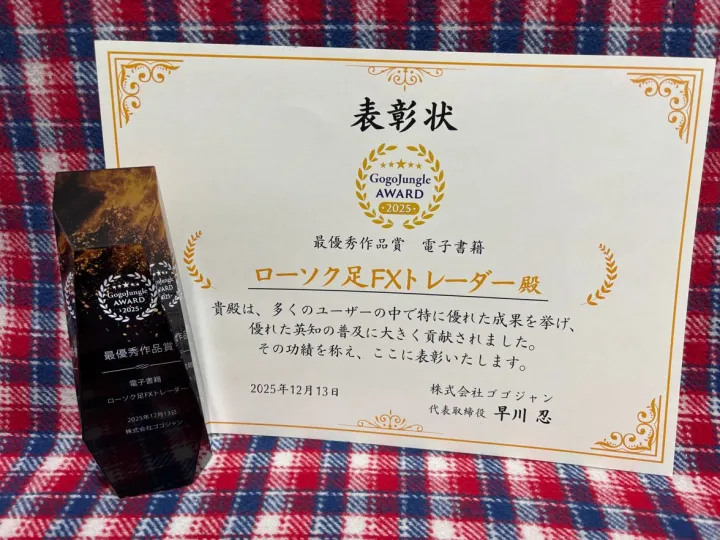 表彰状
GogoJungle
AWARD
2025
最優秀作品賞 電子書籍
ローソク足FXトレーダー殿
貴殿は、多くのユーザーの中で特に優れた成果を挙げ、
優れた英知の普及に大きく貢献されました。
その功績を称え、ここに表彰いたします。
2025年12月13日
株式会社ゴゴジャン
代表取締役 早川 忍
GogoJungle
AWARD
2025
最優秀作品賞
電子書籍
ローソク足FXトレーダー
2025年12月13日
株式会社ゴゴジャン